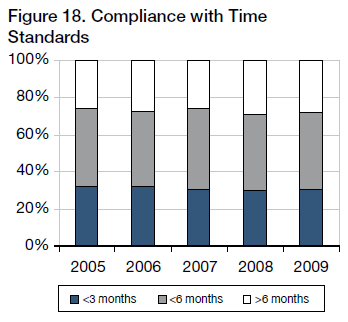 Figure 18. Compliance with Time
Standards
100%
80%
60%
40%
20%
0%
2005 2006 2007 2008 2009
<3 months <6 months >6 months